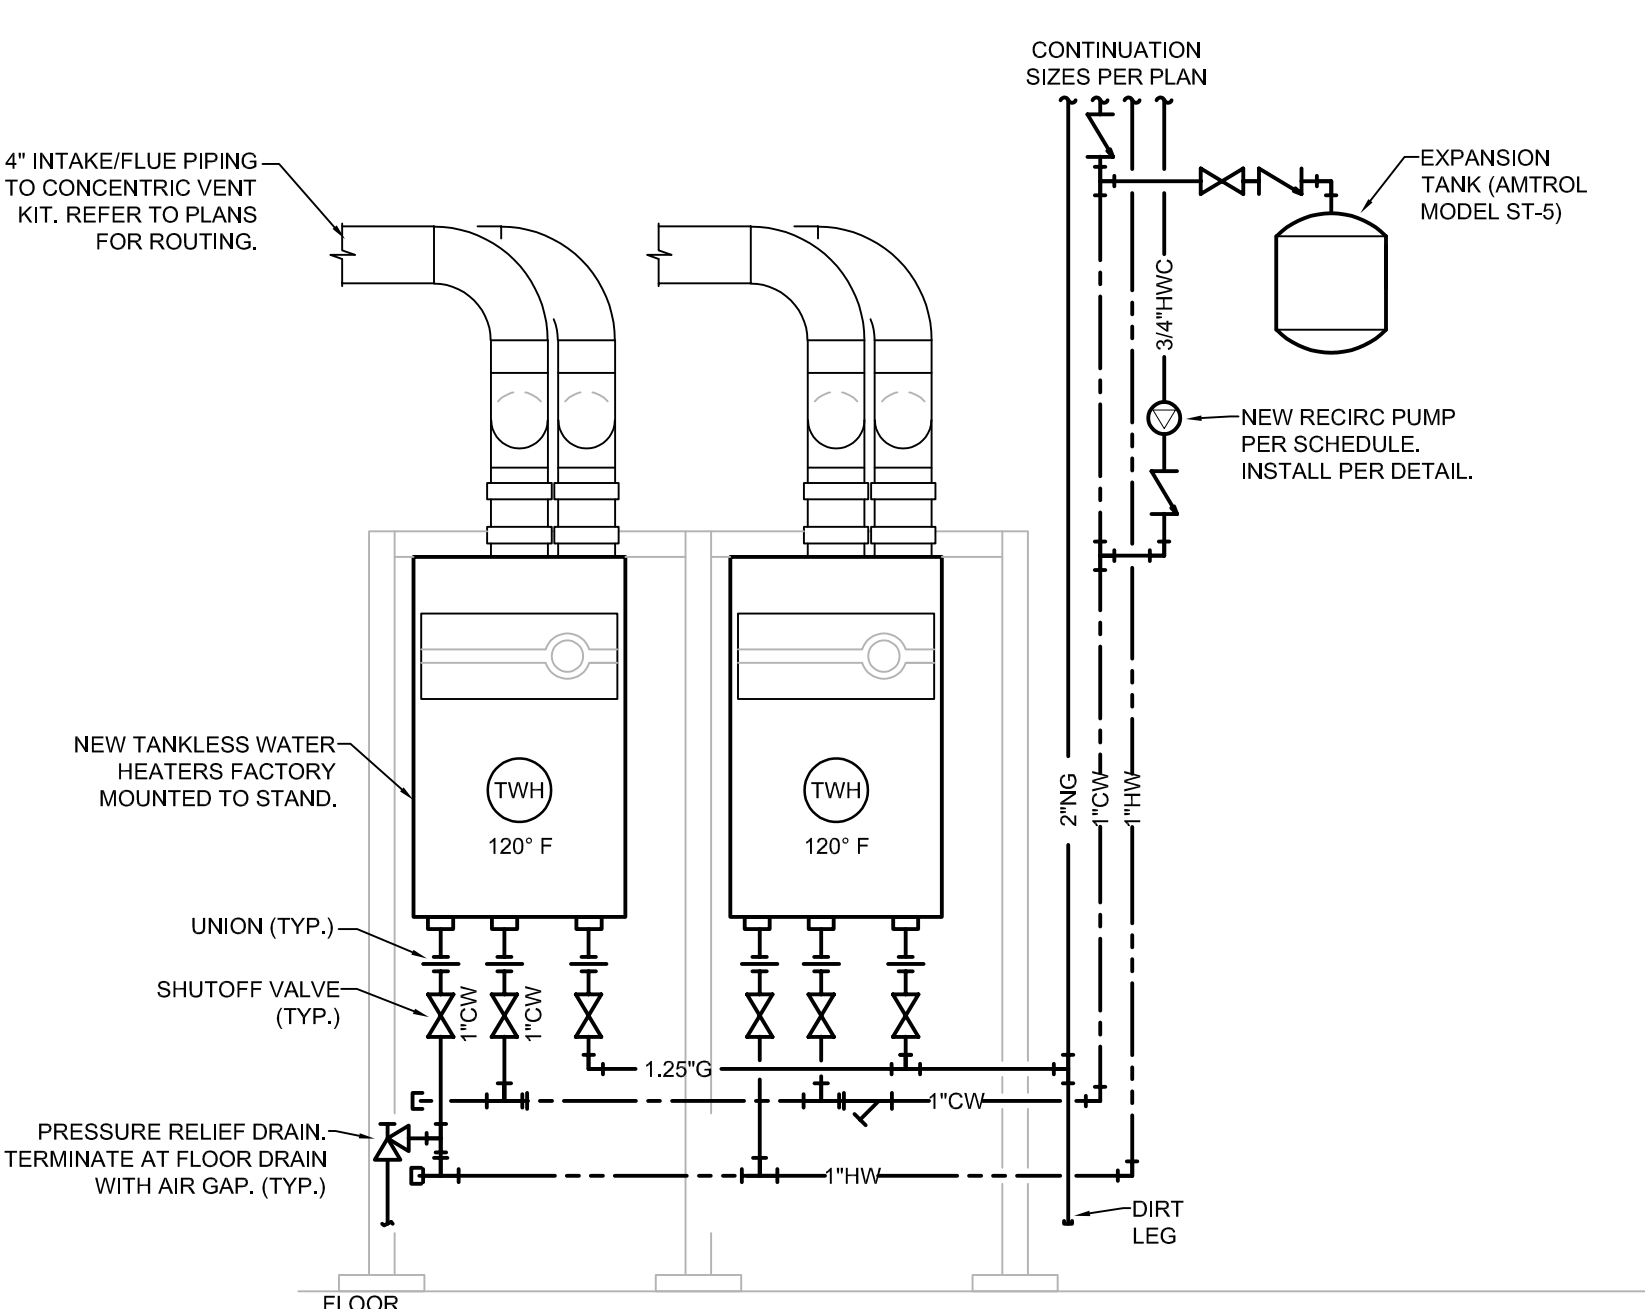 CONTINUATION
SIZES PER PLAN
4" INTAKE/FLUE PIPING
TO CONCENTRIC VENT
KIT. REFER TO PLANS
FOR ROUTING.
EXPANSION
TANK (AMTROL
MODEL ST-5)
3/4"HWC
NEW RECIRC PUMP
PER SCHEDULE.
INSTALL PER DETAIL.
NEW TANKLESS WATER
HEATERS FACTORY
MOUNTED TO STAND.
TWH
120° F
TWH
120° F
2"NG
1"CW
1"HW
UNION (TYP.)
SHUTOFF VALVE
(TYP.)
1"CW
1"CW
1.25"G
1"CW
PRESSURE RELIEF DRAIN.
TERMINATE AT FLOOR DRAIN
WITH AIR GAP. (TYP.)
1"HW
DIRT
LEG
FLOOR